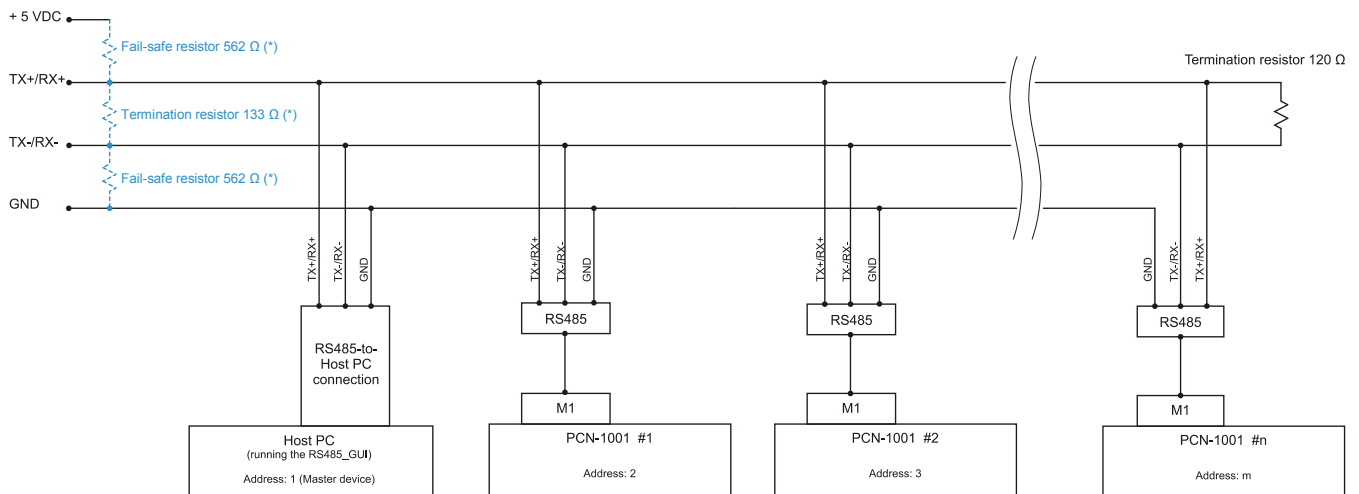 + 5 VDC
Fail-safe resistor 562 Ω (*)
Termination resistor 120 Ω
TX+/RX+
Termination resistor 133 Ω (*)
TX-/RX-
Fail-safe resistor 562 Ω (*)
GND
TX+/RX+
TX-/RX-
GND
TX+/RX+
TX-/RX-
GND
TX+/RX+
TX-/RX-
GND
GND
TX-/RX-
TX+/RX+
RS485-to-
Host PC
connection
RS485
RS485
RS485
M1
M1
M1
Host PC
(running the RS485_GUI)
Address: 1 (Master device)
PCN-1001 #1
Address: 2
PCN-1001 #2
Address: 3
PCN-1001 #n
Address: m